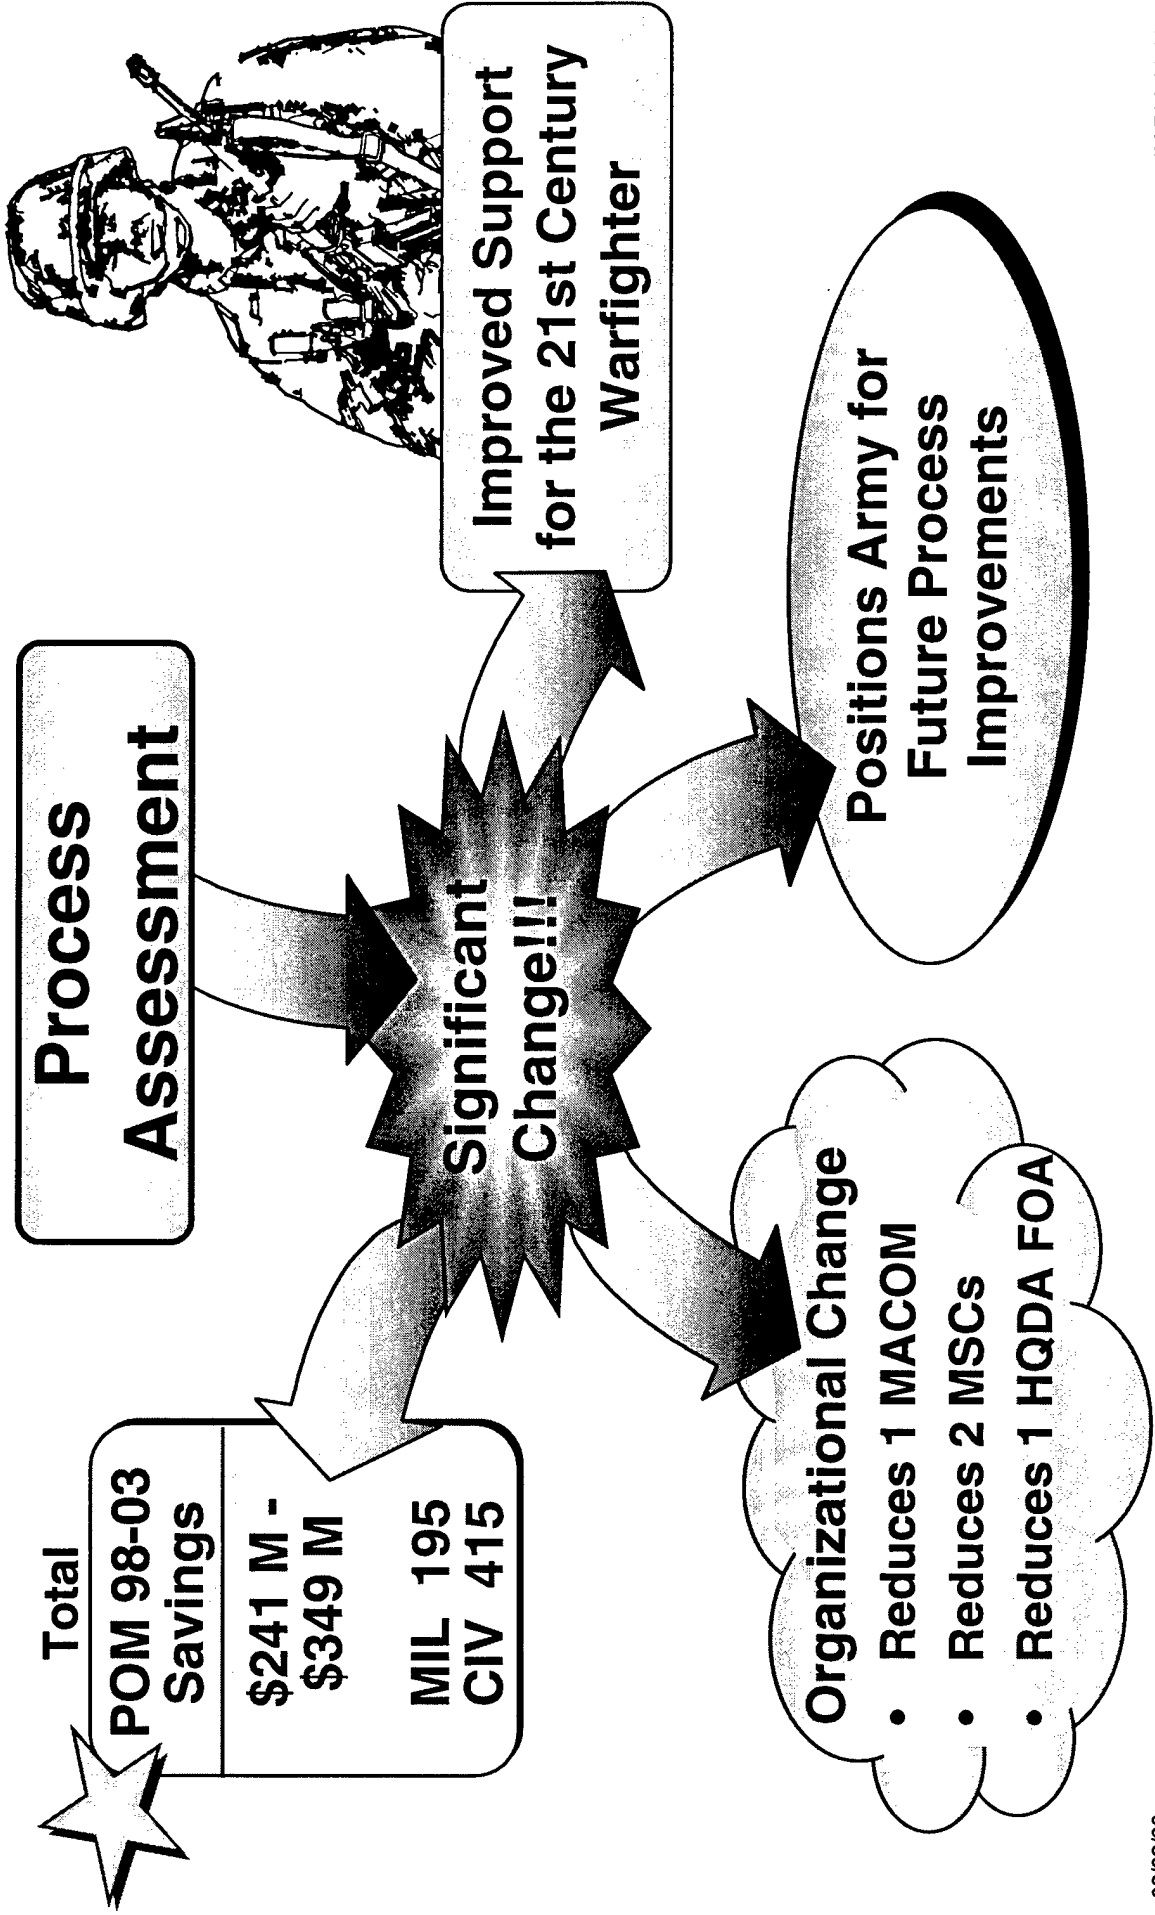 Process
Assessment
Total
POM 98-03
Savings
$241 M -
$349 M
MIL 195
CIV 415
Significant
Change!!!
Improved Support
for the 21st Century
Warfighter
Organizational Change
• Reduces 1 MACOM
• Reduces 2 MSCs
• Reduces 1 HQDA FOA
Positions Army for
Future Process
Improvements